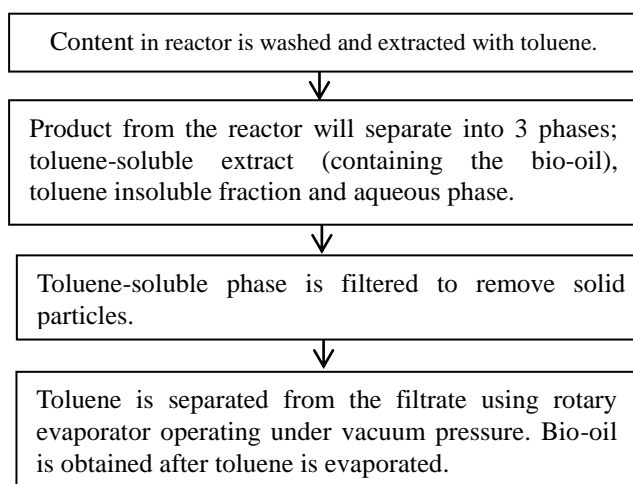 Content in reactor is washed and extracted with toluene.
Product from the reactor will separate into 3 phases;
toluene-soluble extract (containing the bio-oil),
toluene insoluble fraction and aqueous phase.
Toluene-soluble phase is filtered to remove solid
particles.
Toluene is separated from the filtrate using rotary
evaporator operating under vacuum pressure. Bio-oil
is obtained after toluene is evaporated.